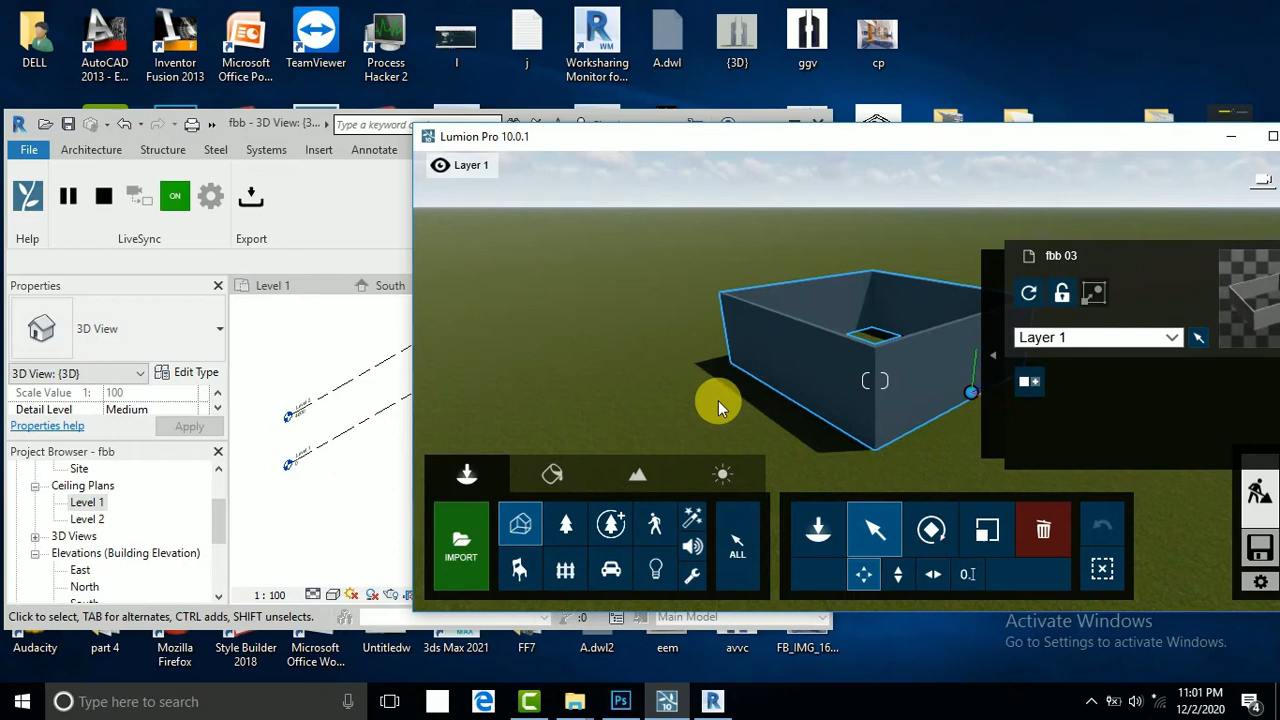 DELL
AutoCAD
2013 - E...
Inventor
Fusion 2013
Microsoft
Office Po...
TeamViewer
Process
Hacker 2
l
j
Worksharing
Monitor fo...
A.dwl
{3D}
ggv
cp
fbb - 3D View: {3...
Type a keyword
File
Architecture
Structure
Steel
Systems
Insert
Annotate
ON
Help
LiveSync
Export
Properties
3D View
3D View: {3D}
Edit Type
Scale Value 1:
100
Detail Level
Medium
Properties help
Apply
Project Browser - fbb
Site
Ceiling Plans
Level 1
Level 2
3D Views
Elevations (Building Elevation)
East
North
Level 1
South
1 : 100
Click to select, TAB for alternates, CTRL adds, SHIFT unselects.
:0
Main Model
Lumion Pro 10.0.1
Layer 1
fbb 03
Layer 1
IMPORT
ALL
0.
Activate Windows
Go to Settings to activate Windows.
Audacity
part 4
Mozilla
Firefox
Style Builder
2018
Microsoft
Office Wo...
Untitledw
3ds Max 2021
FF7
A.dwl2
eem
avvc
FB_IMG_16...
Type here to search
10
11:01 PM
12/2/2020
4